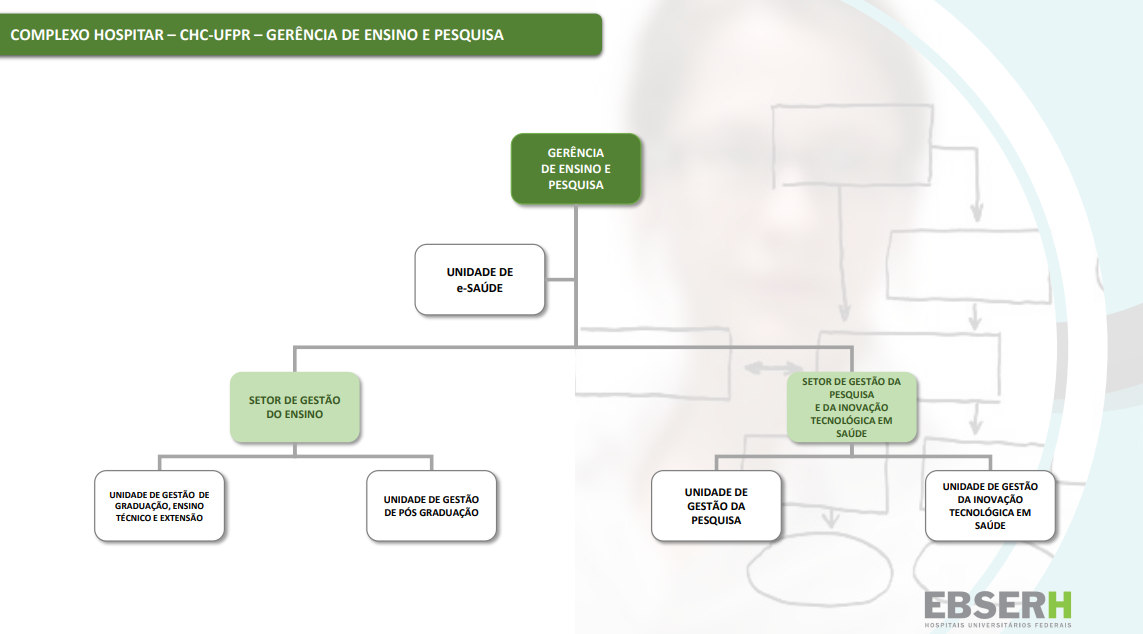 COMPLEXO HOSPITAR – CHC-UFPR – GERÊNCIA DE ENSINO E PESQUISA
GERÊNCIA
DE ENSINO E
PESQUISA
UNIDADE DE
e-SAÚDE
SETOR DE GESTÃO
DO ENSINO
SETOR DE GESTÃO DA
PESQUISA
E DA INOVAÇÃO
TECNOLÓGICA EM
SAÚDE
UNIDADE DE GESTÃO DE
GRADUAÇÃO, ENSINO
TÉCNICO E EXTENSÃO
UNIDADE DE GESTÃO
DE PÓS GRADUAÇÃO
UNIDADE DE
GESTÃO DA
PESQUISA
UNIDADE DE GESTÃO
DA INOVAÇÃO
TECNOLÓGICA EM
SAÚDE
EBSERH
HOSPITAIS UNIVERSITÁRIOS FEDERAIS